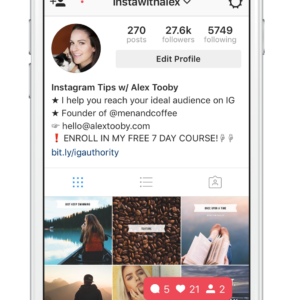 instawithalex
270 27.6k 5749
posts followers following
Edit Profile
Instagram Tips w/ Alex Tooby
★ I help you reach your ideal audience on IG
★ Founder of @menandcoffee
☞ hello@alextooby.com
❗ ENROLL IN MY FREE 7 DAY COURSE!👇👇
bit.ly/igauthority
5 21 2